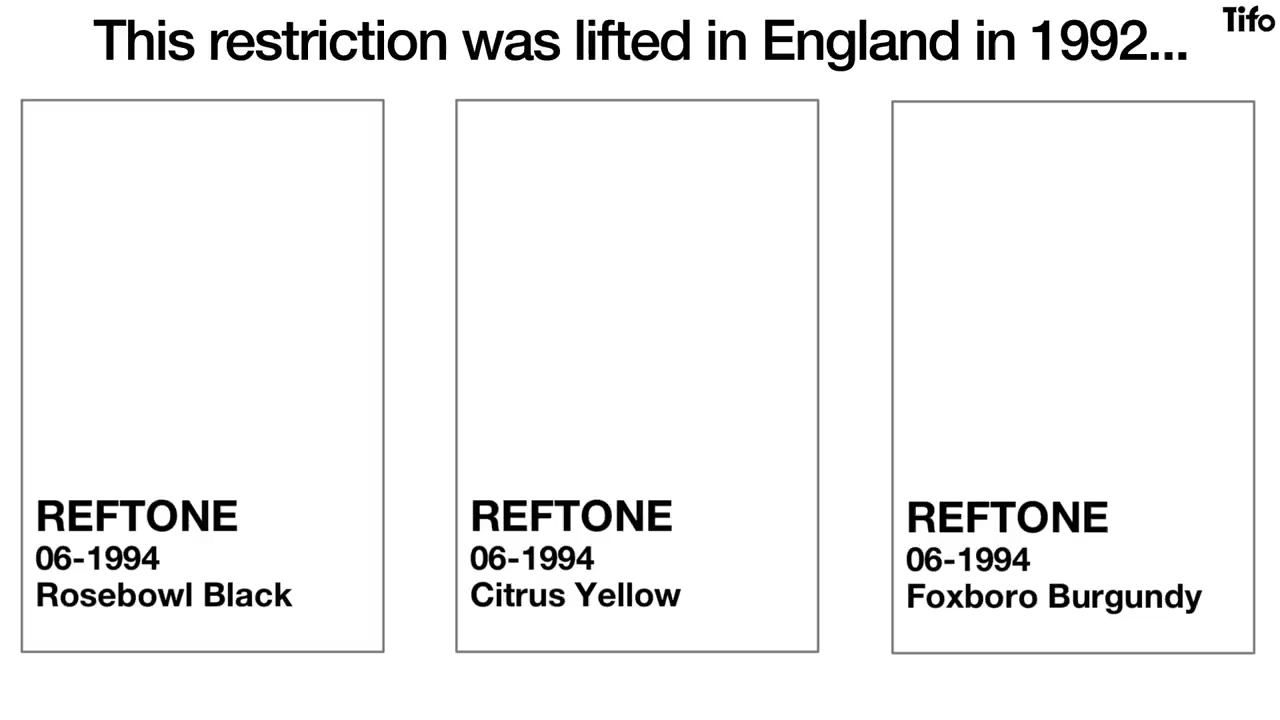 This restriction was lifted in England in 1992...
Tifo
REFTONE
06-1994
Rosebowl Black
REFTONE
06-1994
Citrus Yellow
REFTONE
06-1994
Foxboro Burgundy